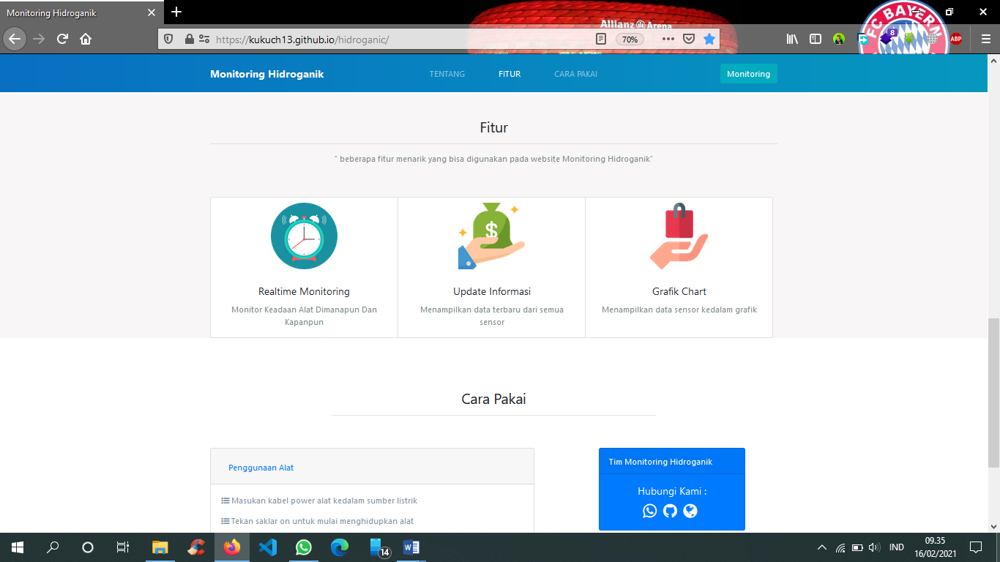 Monitoring Hidroganik
Allianz Arena
FC BAYERN
https://kukuch13.github.io/hidroganic/
70%
8
ABP
Monitoring Hidroganik
TENTANG
FITUR
CARA PAKAI
Monitoring
Fitur
" beberapa fitur menarik yang bisa digunakan pada website Monitoring Hidroganik"
$
Realtime Monitoring
Monitor Keadaan Alat Dimanapun Dan
Kapanpun
Update Informasi
Menampilkan data terbaru dari semua
sensor
Grafik Chart
Menampilkan data sensor kedalam grafik
Cara Pakai
Penggunaan Alat
Masukan kabel power alat kedalam sumber listrik
Tekan saklar on untuk mulai menghidupkan alat
Tim Monitoring Hidroganik
Hubungi Kami :
14
IND
09.35
16/02/2021